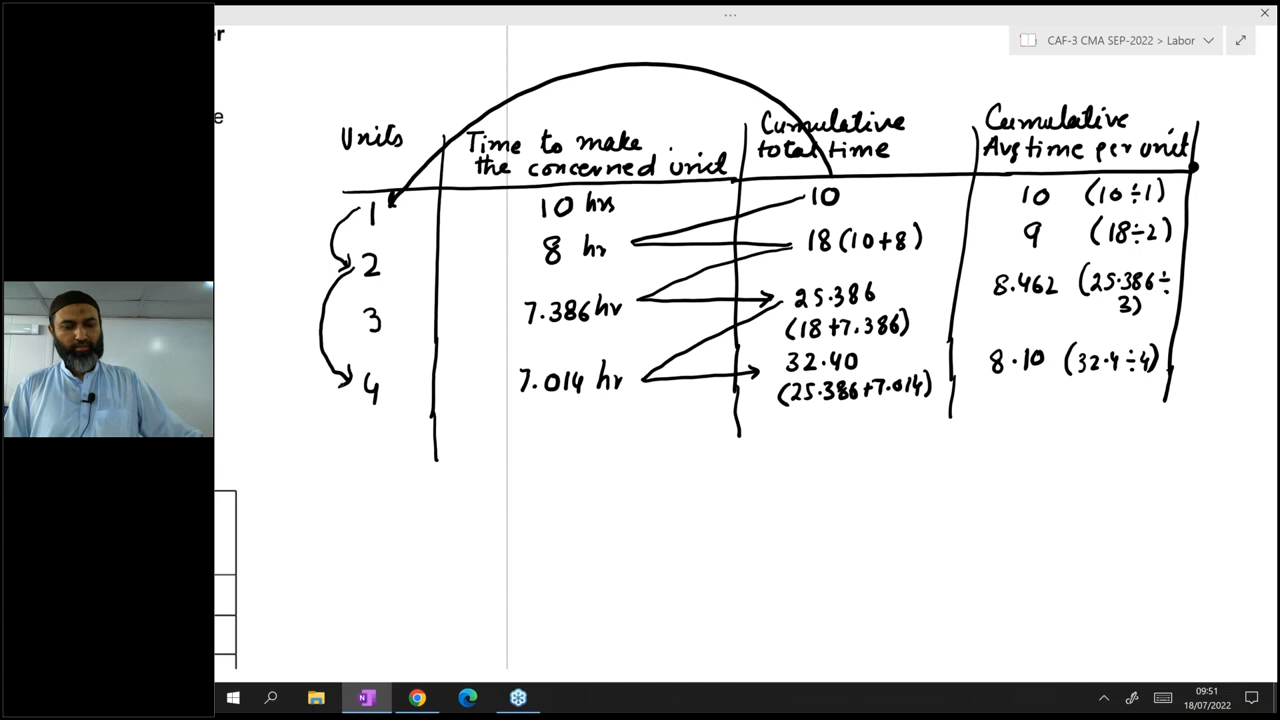 ...
×
CAF-3 CMA SEP-2022 > Labor
r
e
Units
Time to make
the concerned unit
Cumulative
total time
Cumulative
Avg time per unit
1
10 hrs
10
10 (10÷1)
2
8 hr
18 (10+8)
9 (18÷2)
3
7.386 hr
25.386
(18+7.386)
8.462 (25.386÷
3)
4
7.014 hr
32.40
(25.386+7.014)
8.10 (32.4÷4)
09:51
18/07/2022